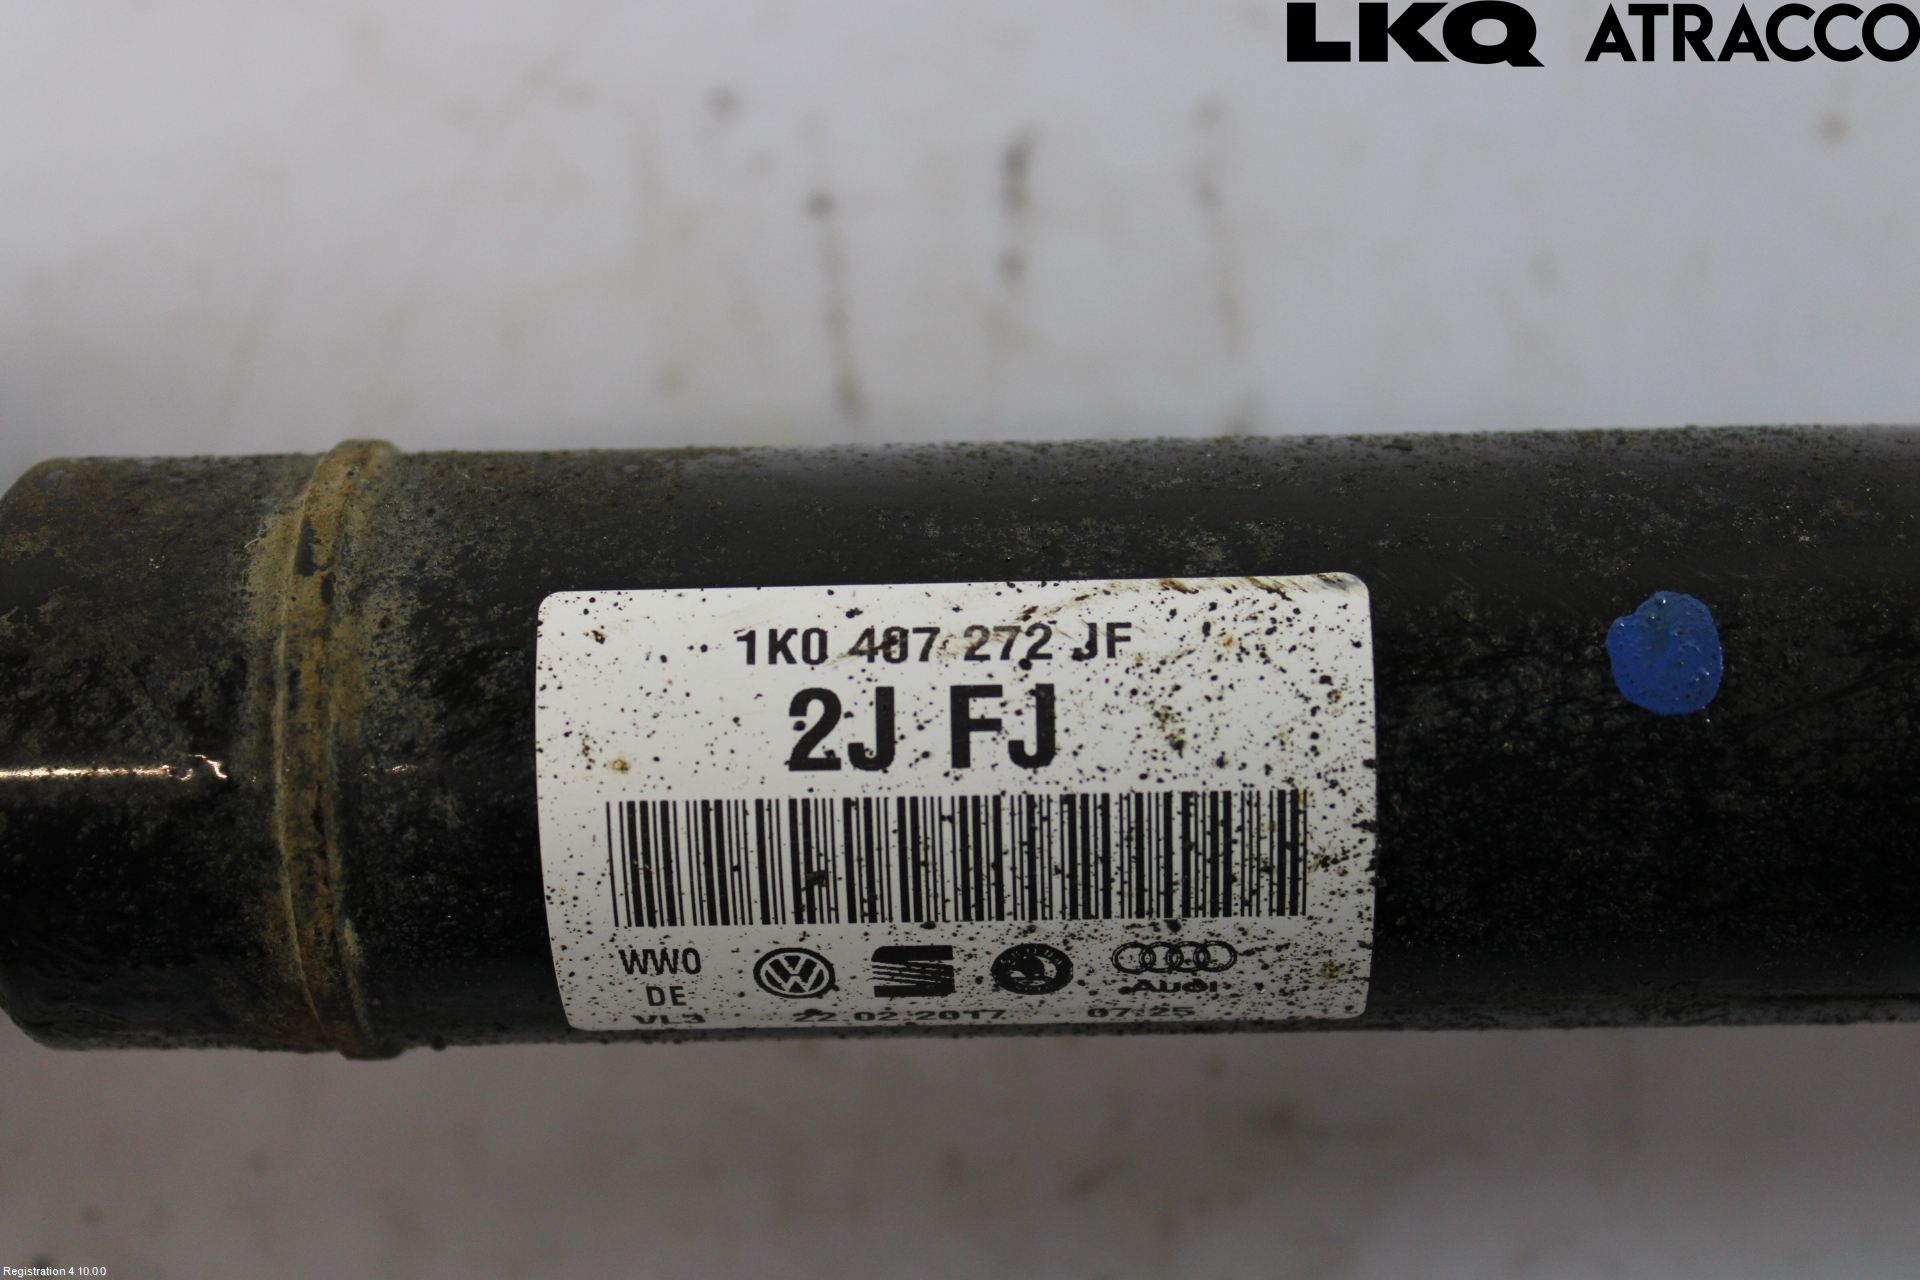 LKQ ATRACCO
1K0 407 272 JF
2J FJ
WW0
DE
Audi
VL3 22.02.2017 07:25
Registration 4.10.0.0